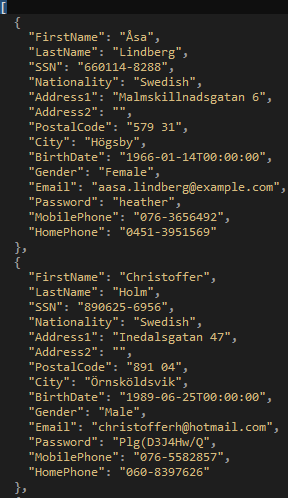 [
{
"FirstName": "Åsa",
"LastName": "Lindberg",
"SSN": "660114-8288",
"Nationality": "Swedish",
"Address1": "Malmskillnadsgatan 6",
"Address2": "",
"PostalCode": "579 31",
"City": "Högsby",
"BirthDate": "1966-01-14T00:00:00",
"Gender": "Female",
"Email": "aasa.lindberg@example.com",
"Password": "heather",
"MobilePhone": "076-3656492",
"HomePhone": "0451-3951569"
},
{
"FirstName": "Christoffer",
"LastName": "Holm",
"SSN": "890625-6956",
"Nationality": "Swedish",
"Address1": "Inedalsgatan 47",
"Address2": "",
"PostalCode": "891 04",
"City": "Örnsköldsvik",
"BirthDate": "1989-06-25T00:00:00",
"Gender": "Male",
"Email": "christofferh@hotmail.com",
"Password": "Plg(D3J4Hw/Q",
"MobilePhone": "076-5582857",
"HomePhone": "060-8397626"
},